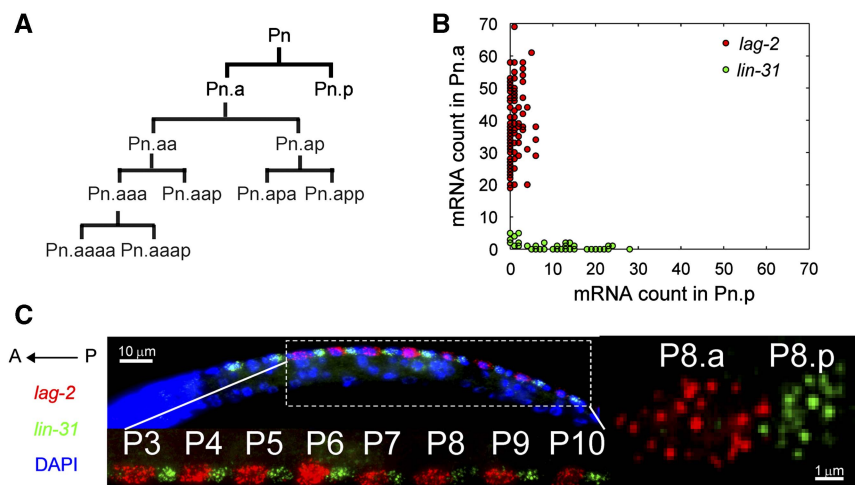 A
Pn
Pn.a Pn.p
Pn.aa Pn.ap
Pn.aaa Pn.aap Pn.apa Pn.app
Pn.aaaa Pn.aaap
B
70
60
50
40
30
20
10
0
mRNA count in Pn.a
lag-2
lin-31
0 10 20 30 40 50 60 70
mRNA count in Pn.p
C
A P
lag-2
lin-31
DAPI
10 μm
P3 P4 P5 P6 P7 P8 P9 P10
P8.a P8.p
1 μm